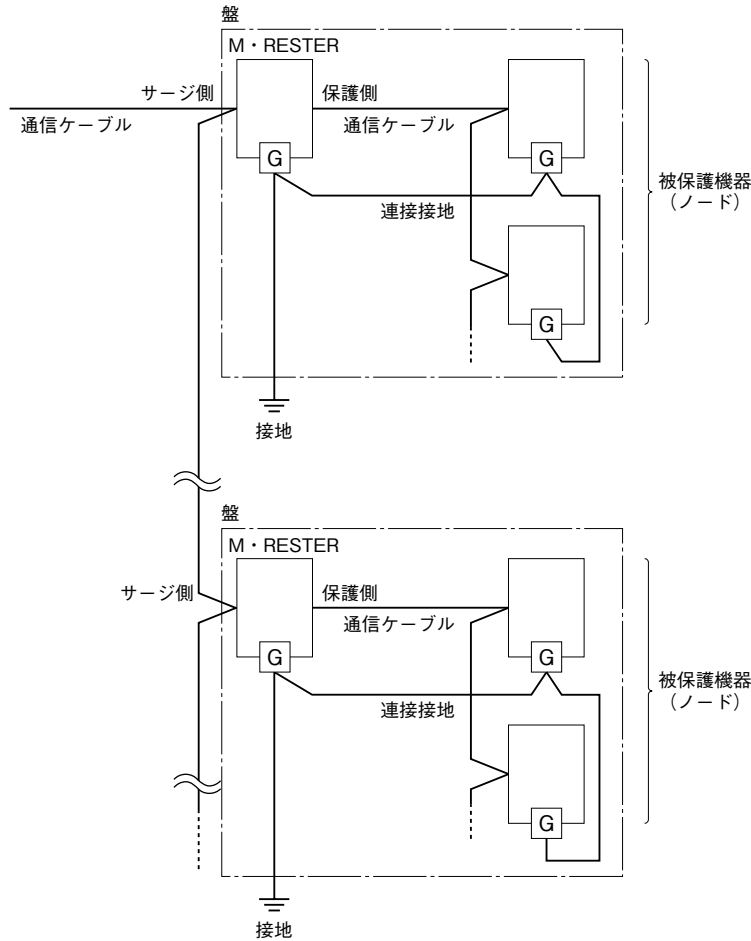 盤
M・RESTER
サージ側
保護側
通信ケーブル
通信ケーブル
G
G
連接接地
被保護機器
（ノード）
G
接地
盤
M・RESTER
サージ側
保護側
通信ケーブル
G
G
連接接地
被保護機器
（ノード）
G
接地